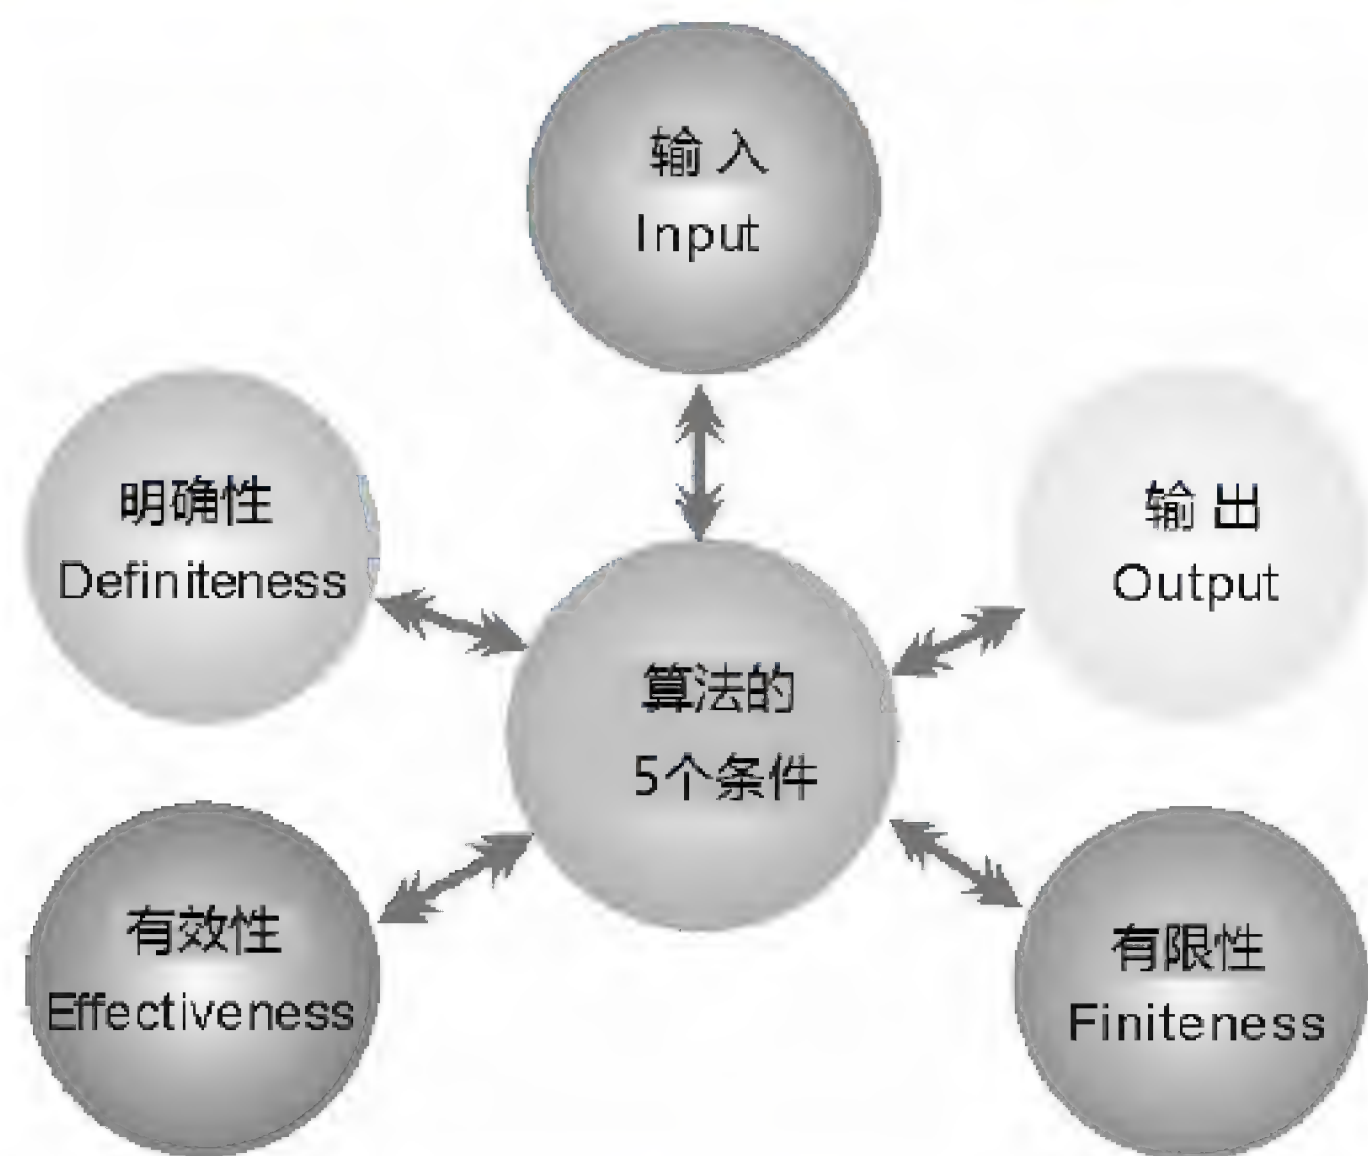 输入
Input
明确性
Definiteness
输出
Output
算法的
5个条件
有效性
Effectiveness
有限性
Finiteness